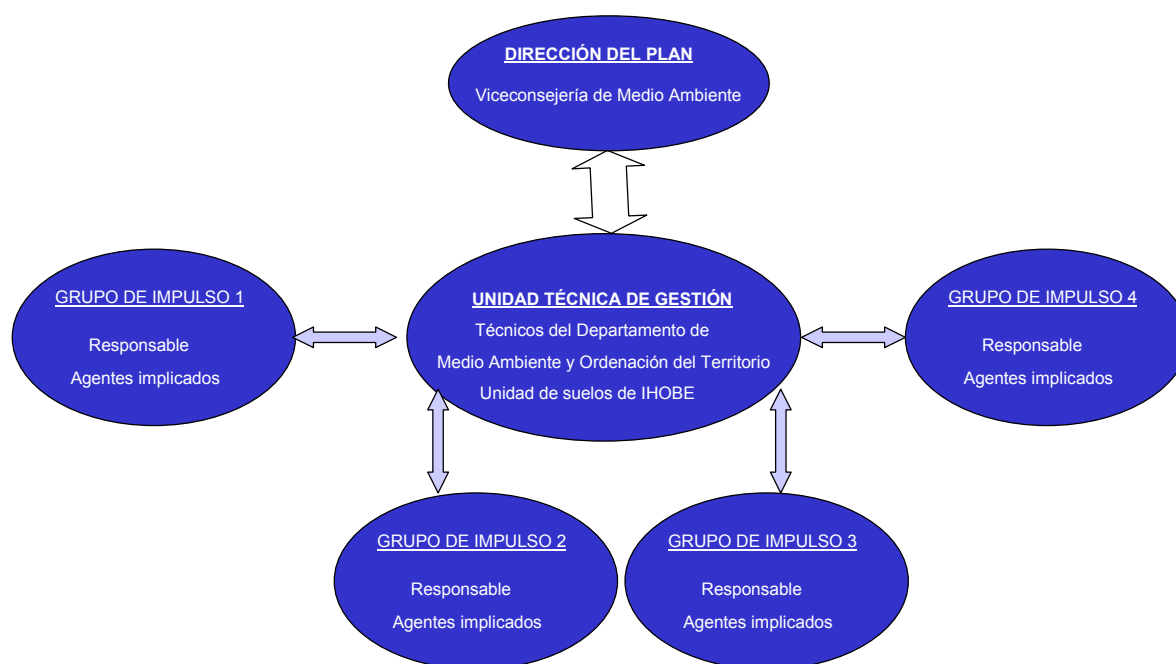 DIRECCIÓN DEL PLAN
Viceconsejería de Medio Ambiente
GRUPO DE IMPULSO 1
Responsable
Agentes implicados
UNIDAD TÉCNICA DE GESTIÓN
Técnicos del Departamento de
Medio Ambiente y Ordenación del Territorio
Unidad de suelos de IHOBE
GRUPO DE IMPULSO 4
Responsable
Agentes implicados
GRUPO DE IMPULSO 2
Responsable
Agentes implicados
GRUPO DE IMPULSO 3
Responsable
Agentes implicados